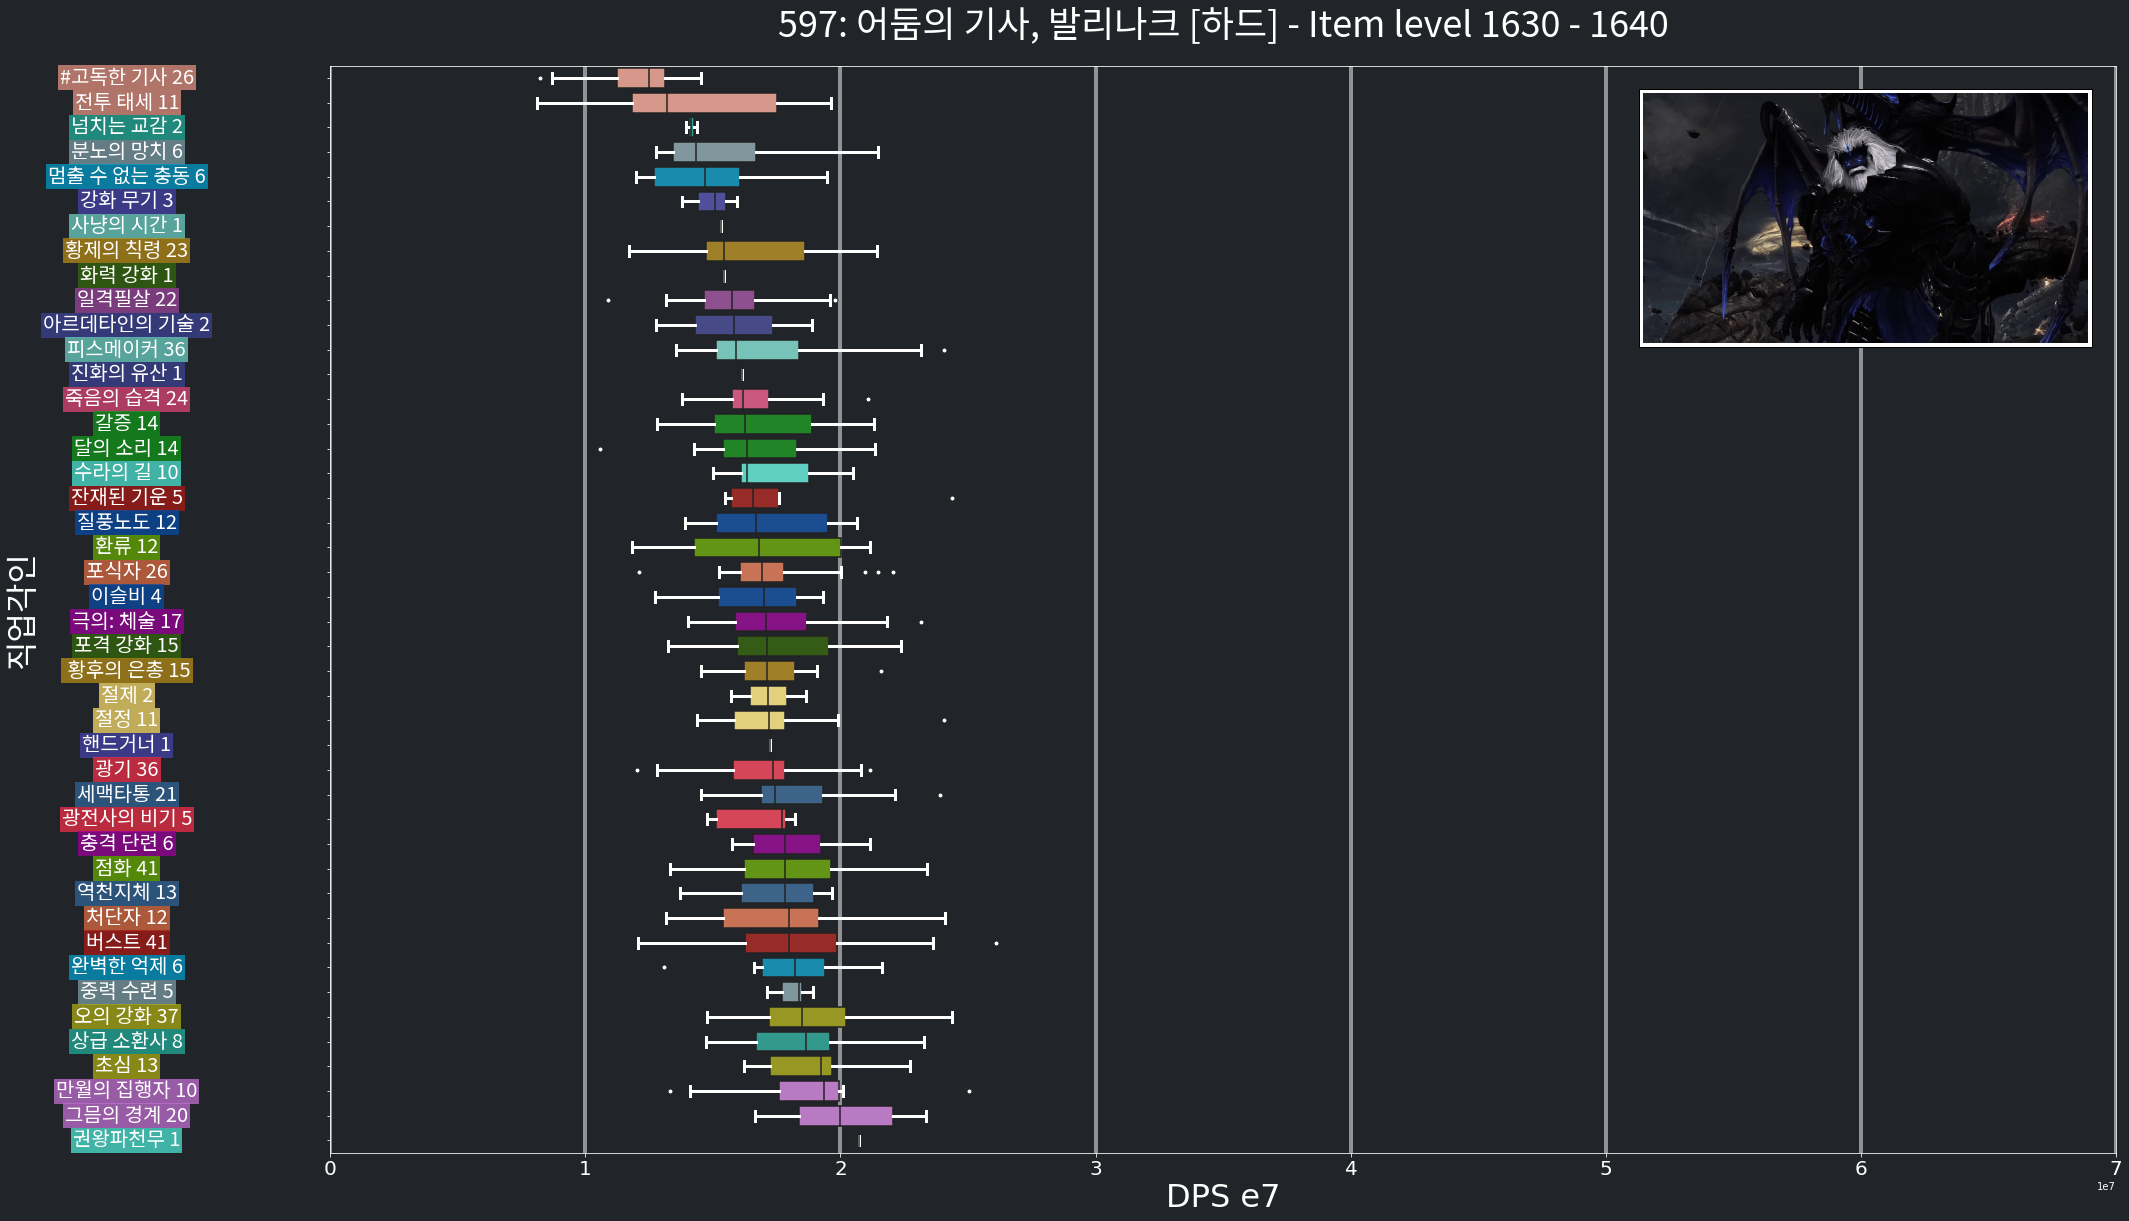 597: 어둠의 기사, 발리나크 [하드] - Item level 1630 - 1640
직업각인
#고독한 기사 26
전투 태세 11
넘치는 교감 2
분노의 망치 6
멈출 수 없는 충동 6
강화 무기 3
사냥의 시간 1
황제의 칙령 23
화력 강화 1
일격필살 22
아르데타인의 기술 2
피스메이커 36
진화의 유산 1
죽음의 습격 24
갈증 14
달의 소리 14
수라의 길 10
잔재된 기운 5
질풍노도 12
환류 12
포식자 26
이슬비 4
극의: 체술 17
포격 강화 15
황후의 은총 15
절제 2
절정 11
핸드거너 1
광기 36
세맥타통 21
광전사의 비기 5
충격 단련 6
점화 41
역천지체 13
처단자 12
버스트 41
완벽한 억제 6
중력 수련 5
오의 강화 37
상급 소환사 8
초심 13
만월의 집행자 10
그믐의 경계 20
권왕파천무 1
0 1 2 3 4 5 6 7
1e7
DPS e7